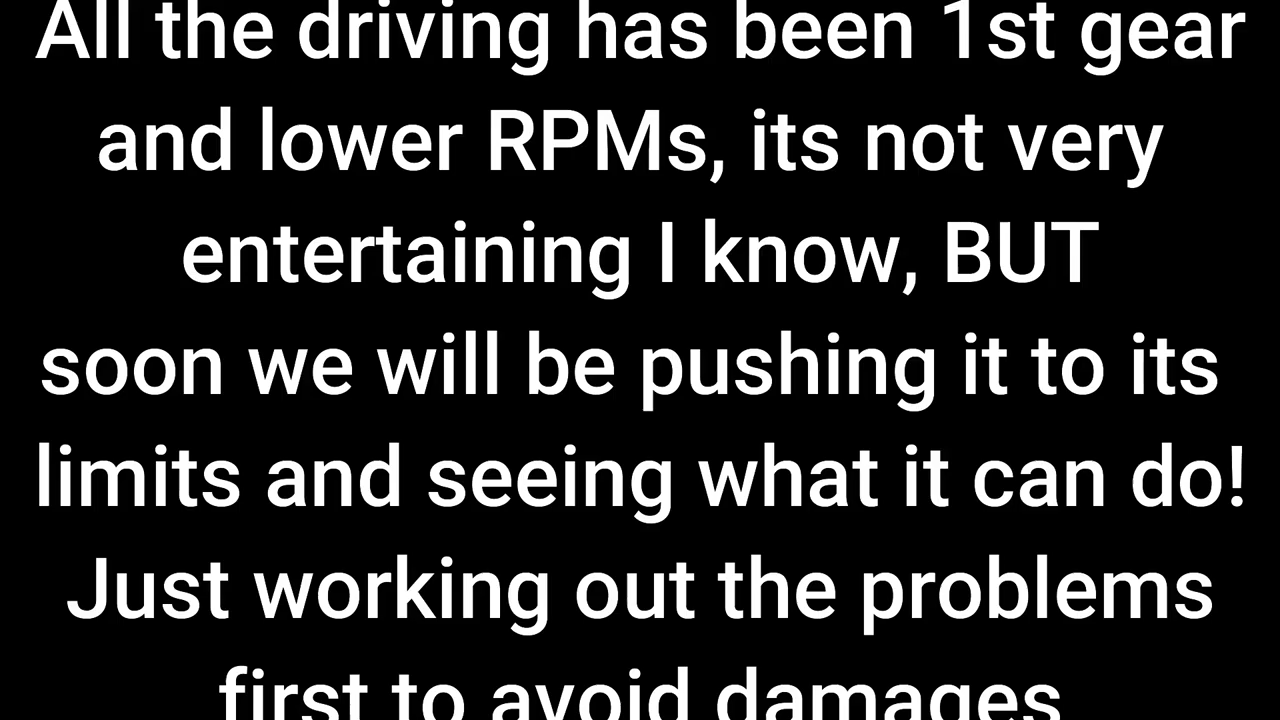 All the driving has been 1st gear
and lower RPMs, its not very
entertaining I know, BUT
soon we will be pushing it to its
limits and seeing what it can do!
Just working out the problems
first to avoid damages